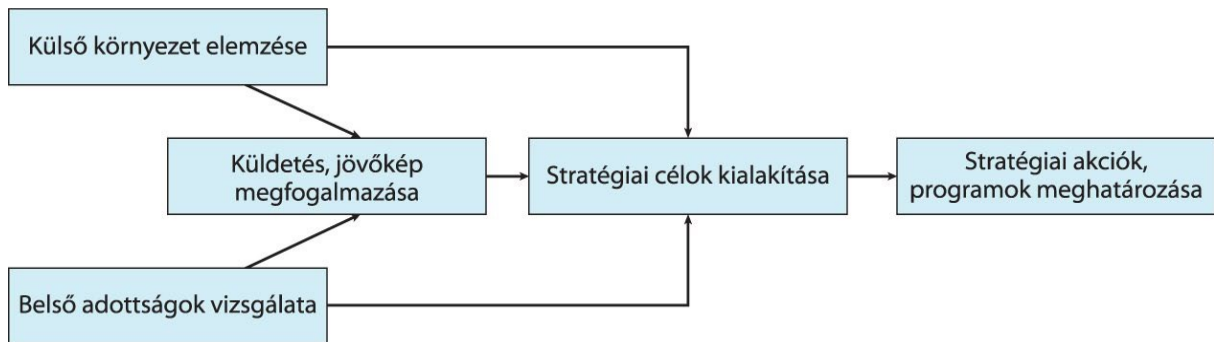 Külső környezet elemzése
Küldetés, jövőkép
megfogalmazása
Stratégiai célok kialakítása
Stratégiai akciók,
programok meghatározása
Belső adottságok vizsgálata